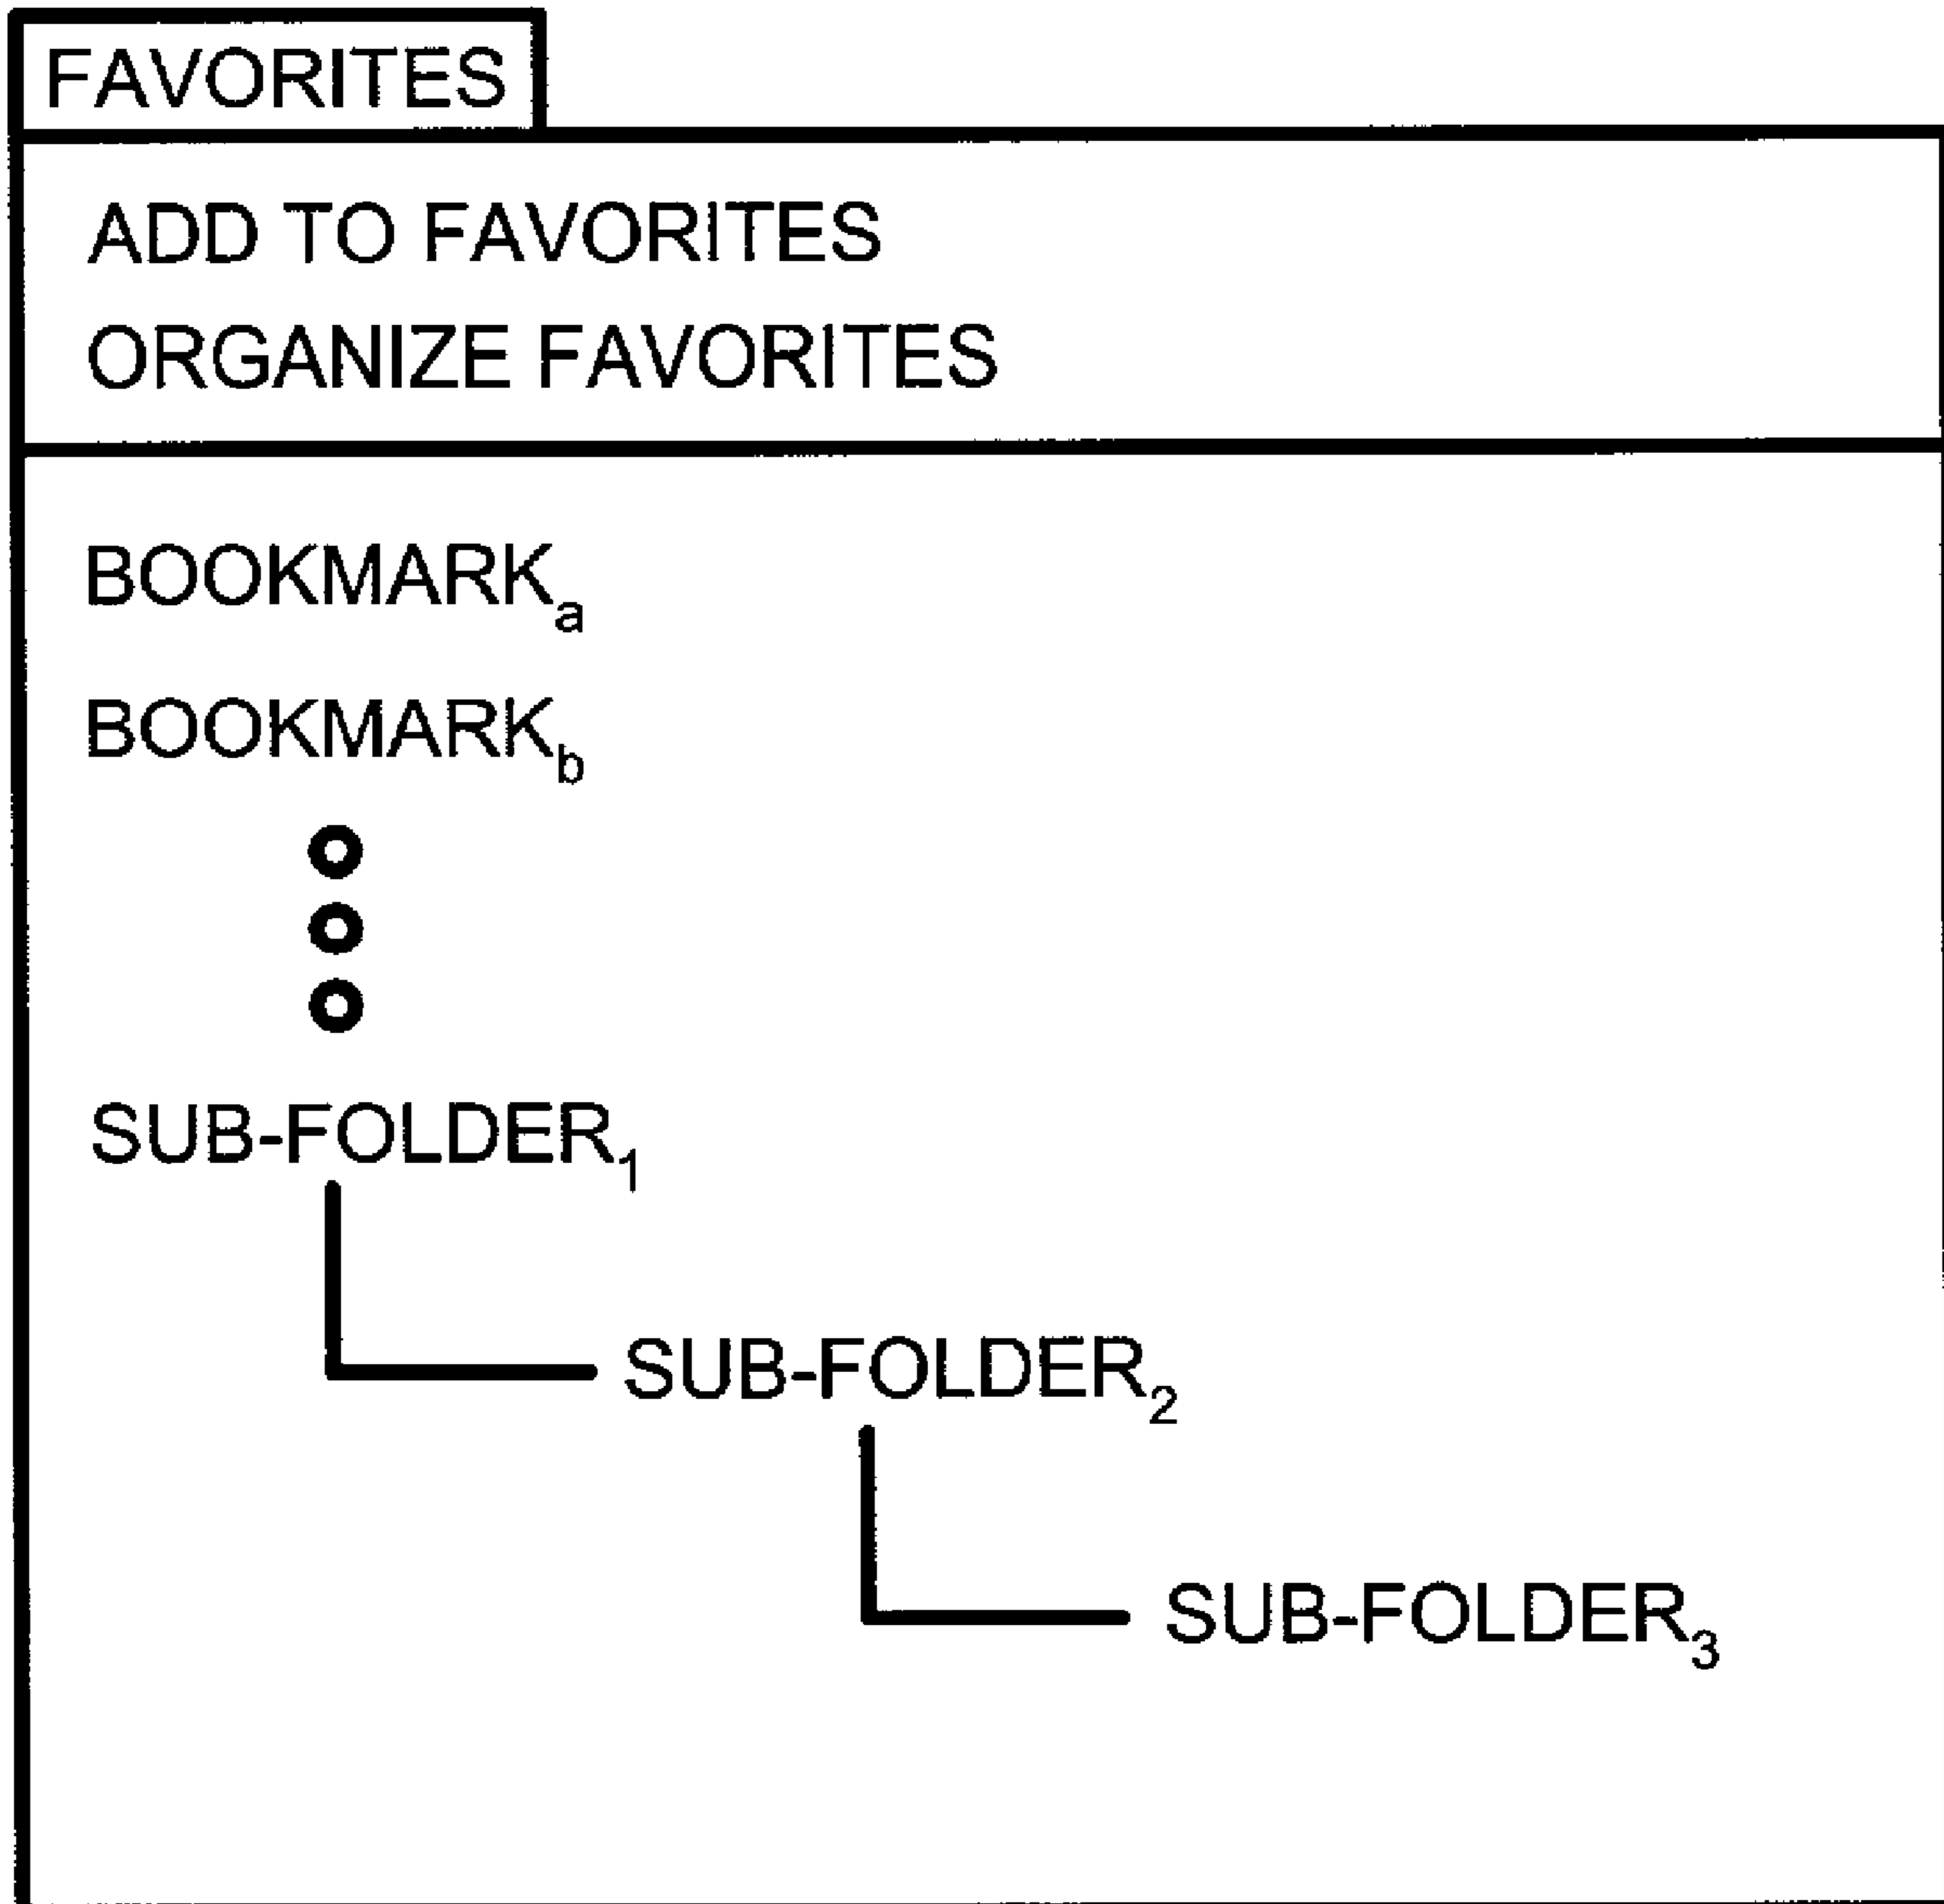 FAVORITES
ADD TO FAVORITES
ORGANIZE FAVORITES
BOOKMARKa
BOOKMARKb
SUB-FOLDER1
SUB-FOLDER2
SUB-FOLDER3